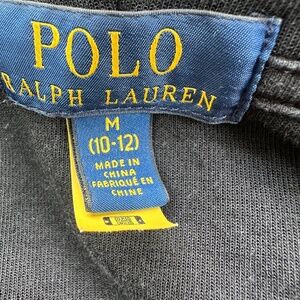 POLO
RALPH LAUREN
M
(10-12)
MADE IN
CHINA
FABRIQUÉ EN
CHINE